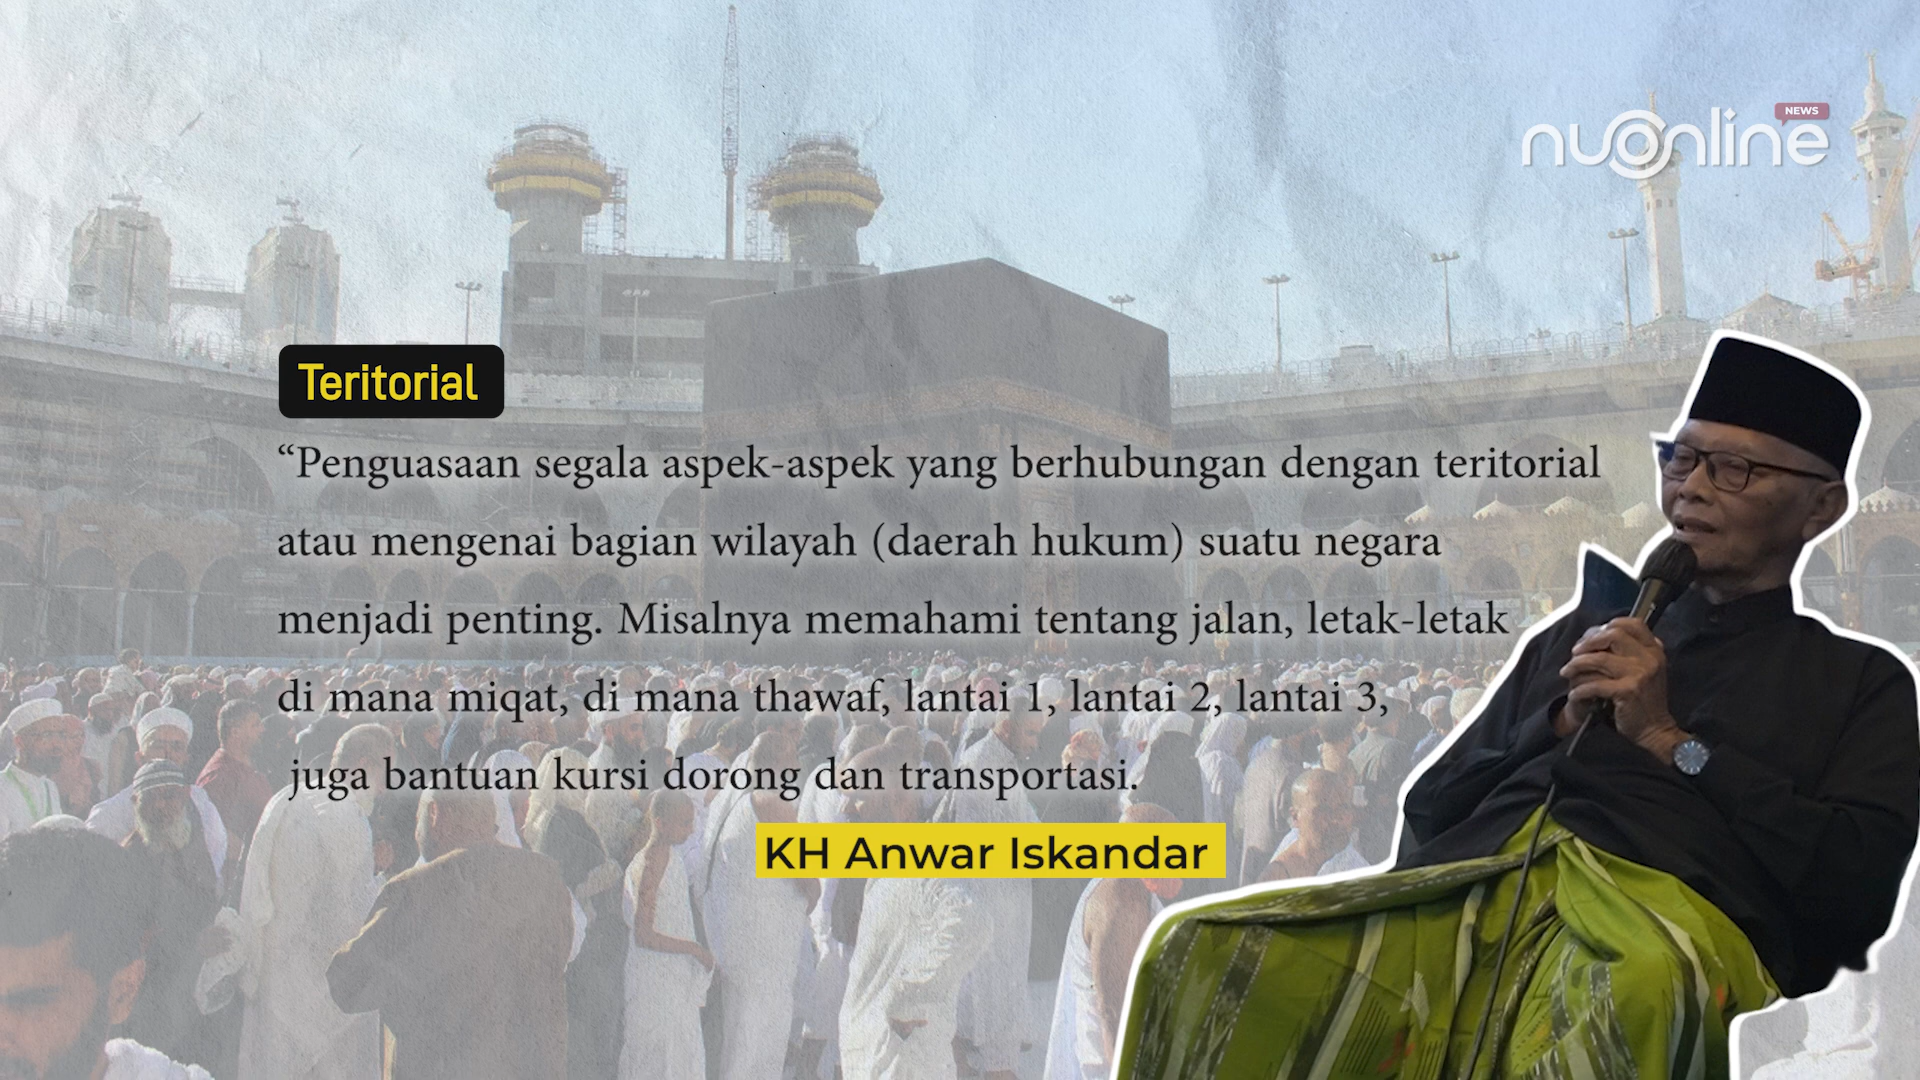 NEWS
nuonline
Teritorial
“Penguasaan segala aspek-aspek yang berhubungan dengan teritorial
atau mengenai bagian wilayah (daerah hukum) suatu negara
menjadi penting. Misalnya memahami tentang jalan, letak-letak
di mana miqat, di mana thawaf, lantai 1, lantai 2, lantai 3,
juga bantuan kursi dorong dan transportasi.
KH Anwar Iskandar